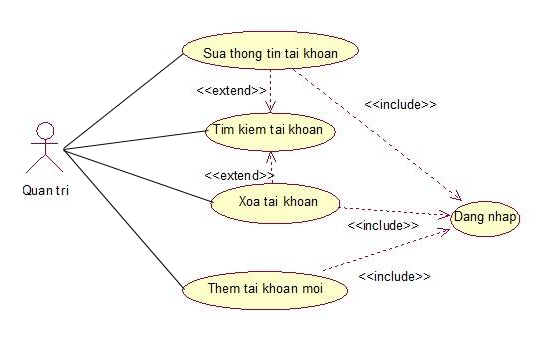 Sua thong tin tai khoan
<<extend>>
<<include>>
Tim kiem tai khoan
<<extend>>
Quan tri
Xoa tai khoan
Dang nhap
<<include>>
<<include>>
Them tai khoan moi